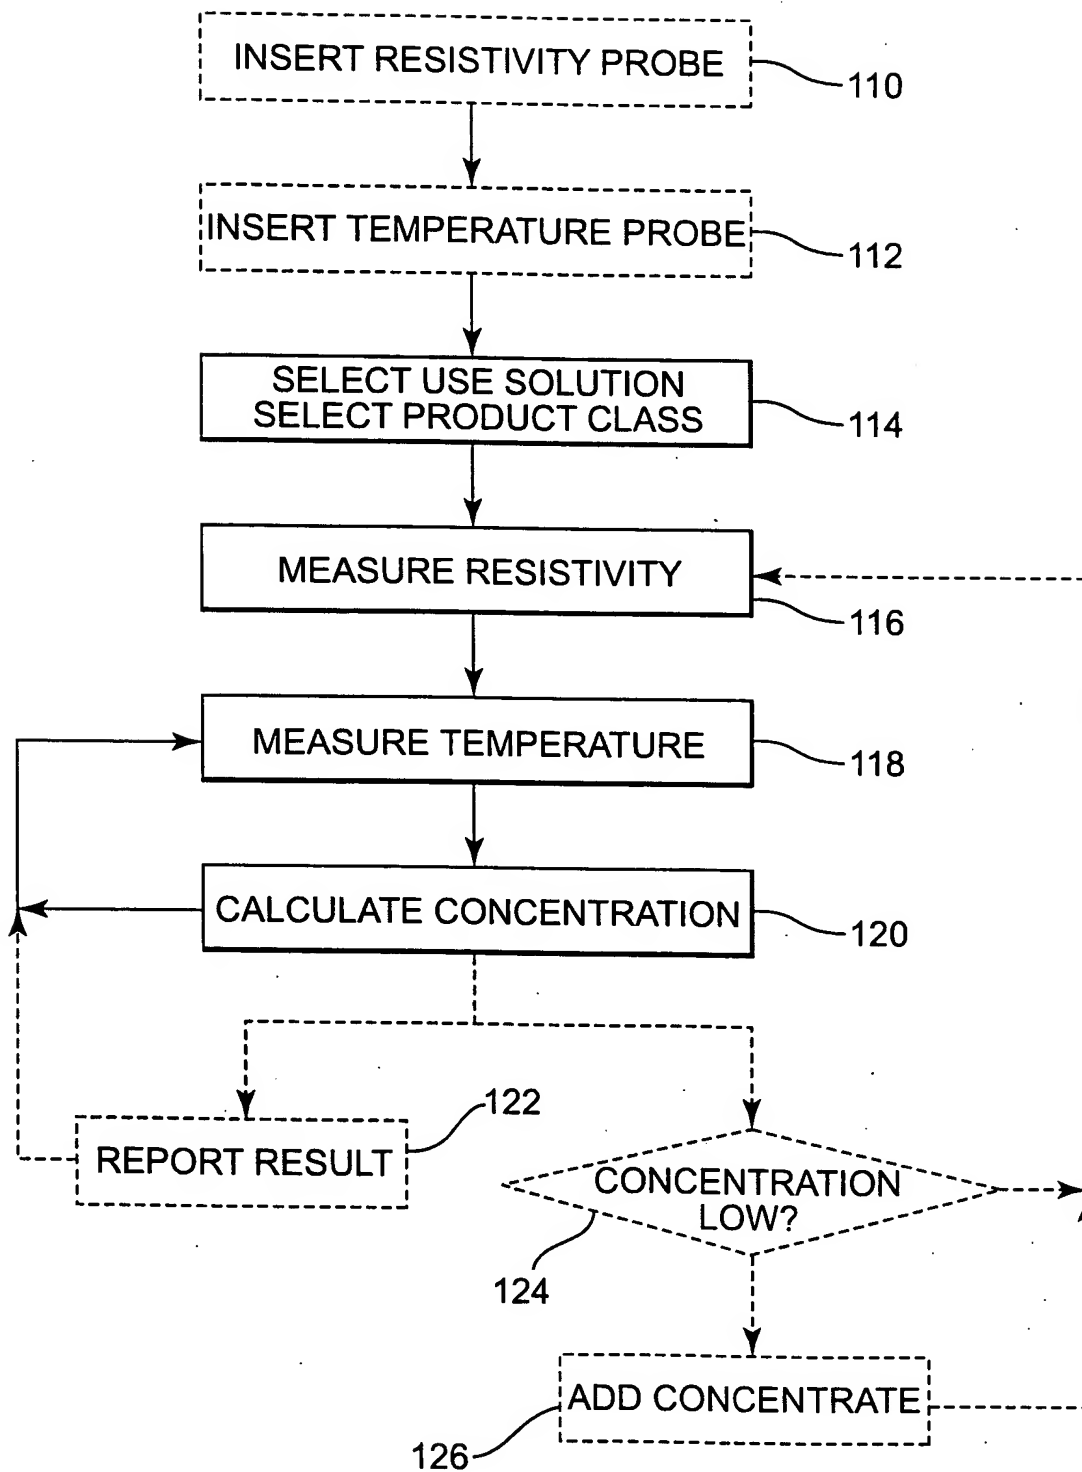 INSERT RESISTIVITY PROBE
110
INSERT TEMPERATURE PROBE
112
SELECT USE SOLUTION
SELECT PRODUCT CLASS
114
MEASURE RESISTIVITY
116
MEASURE TEMPERATURE
118
CALCULATE CONCENTRATION
120
122
REPORT RESULT
CONCENTRATION
LOW?
124
ADD CONCENTRATE
126